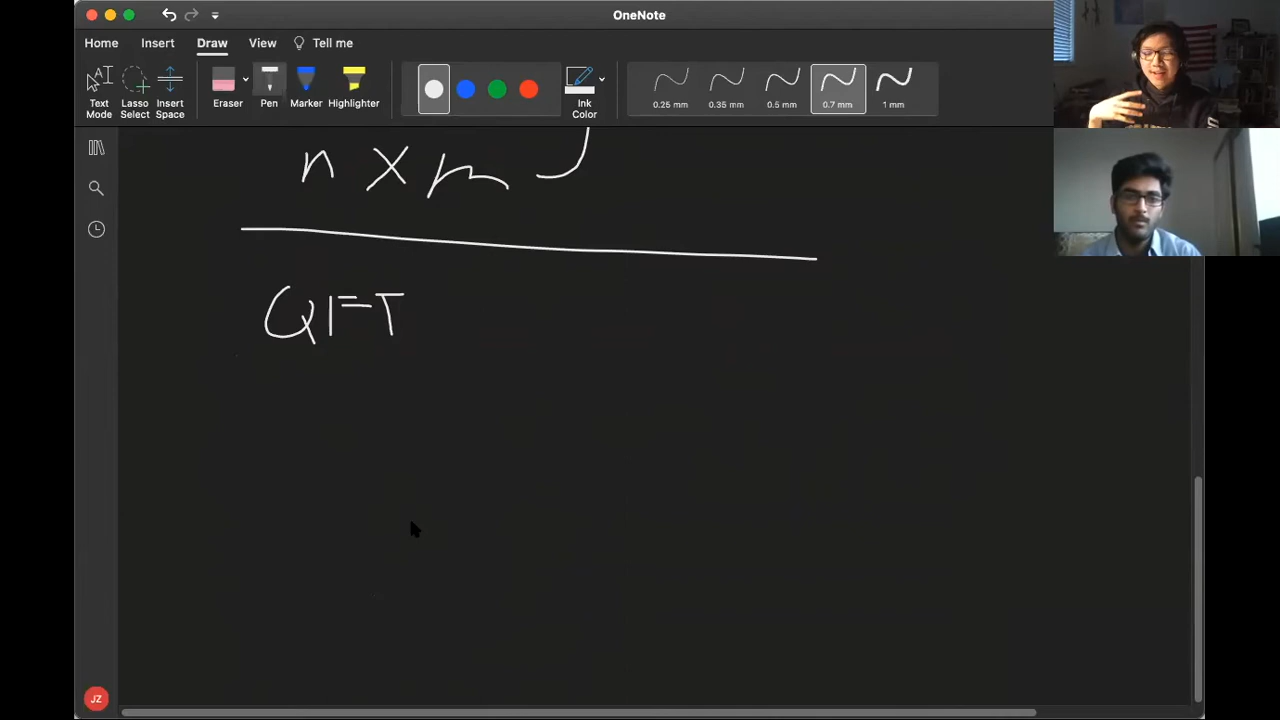 OneNote
Home Insert Draw View Tell me
Text Mode
Lasso Select
Insert Space
Eraser
Pen
Marker
Highlighter
Ink Color
0.25 mm
0.35 mm
0.5 mm
0.7 mm
1 mm
n x m
QFT
JZ